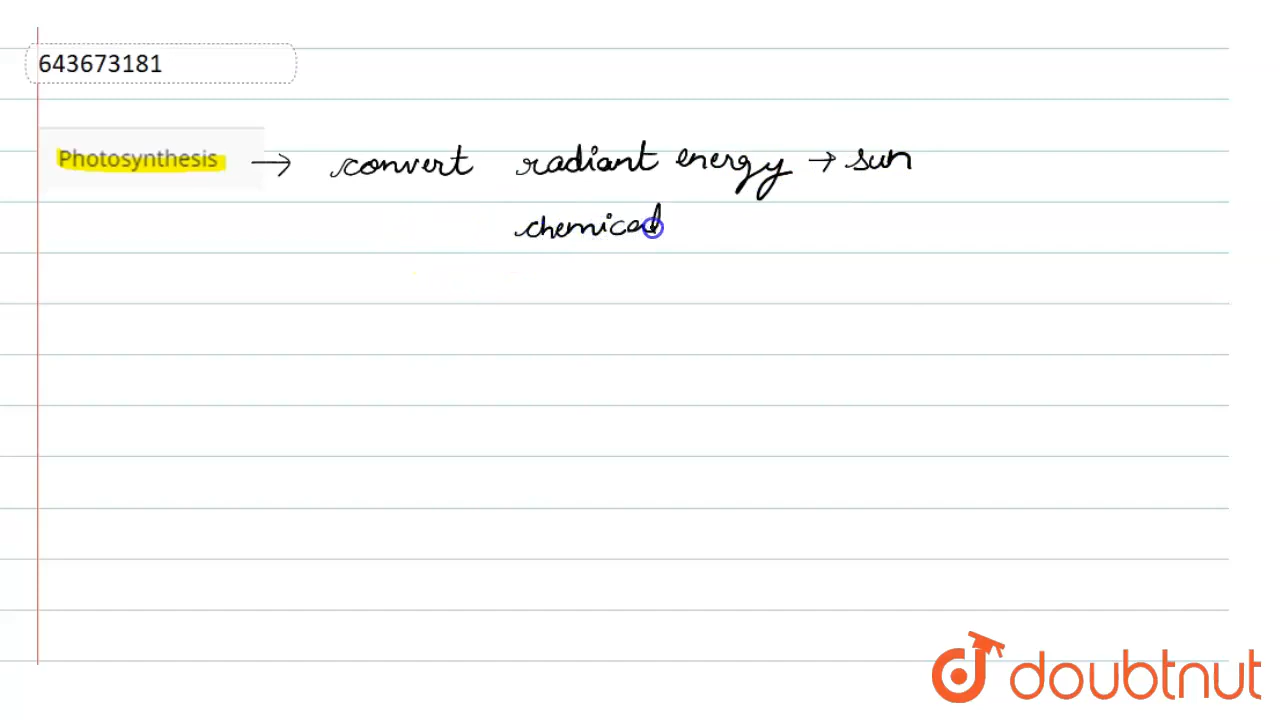 643673181
Photosynthesis → convert radiant energy → sun
chemical
doubtnut